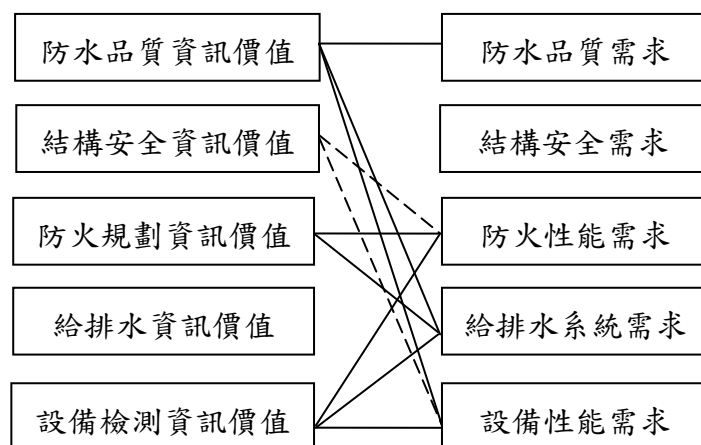 防水品質資訊價值
防水品質需求
結構安全資訊價值
結構安全需求
防火規劃資訊價值
防火性能需求
給排水資訊價值
給排水系統需求
設備檢測資訊價值
設備性能需求